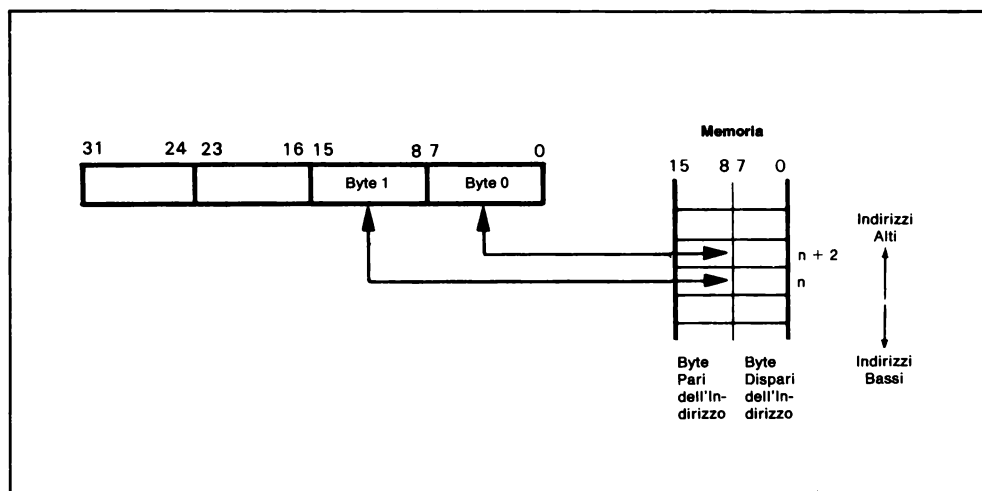 Memoria
31 24 23 16 15 8 7 0
15 8 7 0
Byte 1 Byte 0
Indirizzi
Alti
n + 2
n
Byte
Pari
dell'In-
dirizzo
Byte
Dispari
dell'In-
dirizzo
Indirizzi
Bassi